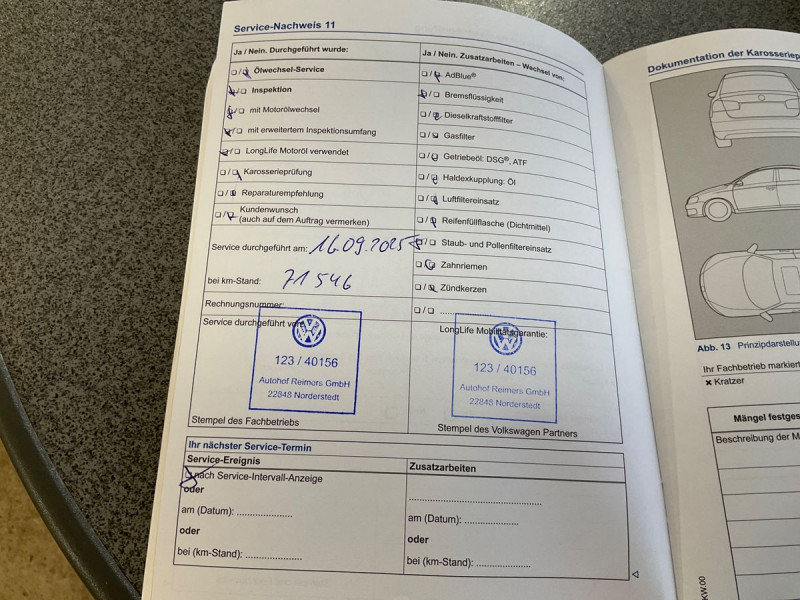 Service-Nachweis 11
Ja / Nein. Durchgeführt wurde:
Ölwechsel-Service
Inspektion
mit Motorölwechsel
mit erweitertem Inspektionsumfang
LongLife Motoröl verwendet
Karosserieprüfung
Reparaturempfehlung
Kundenwunsch
(auch auf dem Auftrag vermerken)
Service durchgeführt am: 16.09.2025
bei km-Stand: 71546
Rechnungsnummer:
Service durchgeführt von:
123 / 40156
Autohof Reimers GmbH
22848 Norderstedt
Stempel des Fachbetriebs
Ja / Nein. Zusatzarbeiten – Wechsel von:
AdBlue®
Bremsflüssigkeit
Dieselkraftstofffilter
Gasfilter
Getriebeöl: DSG®, ATF
Haldexkupplung: Öl
Luftfiltereinsatz
Reifenfüllflasche (Dichtmittel)
Staub- und Pollenfiltereinsatz
Zahnriemen
Zündkerzen
LongLife Mobilitätsgarantie:
123 / 40156
Autohof Reimers GmbH
22848 Norderstedt
Stempel des Volkswagen Partners
Ihr nächster Service-Termin
Service-Ereignis
nach Service-Intervall-Anzeige
oder
am (Datum): ....................
oder
bei (km-Stand): ....................
Zusatzarbeiten
am (Datum): ....................
oder
bei (km-Stand): ....................
Dokumentation der
Abb. 13 Prinzipdarstellu
Ihr Fachbetrieb markiert
× Kratzer
Mängel festges
Beschreibung der M
KW.00